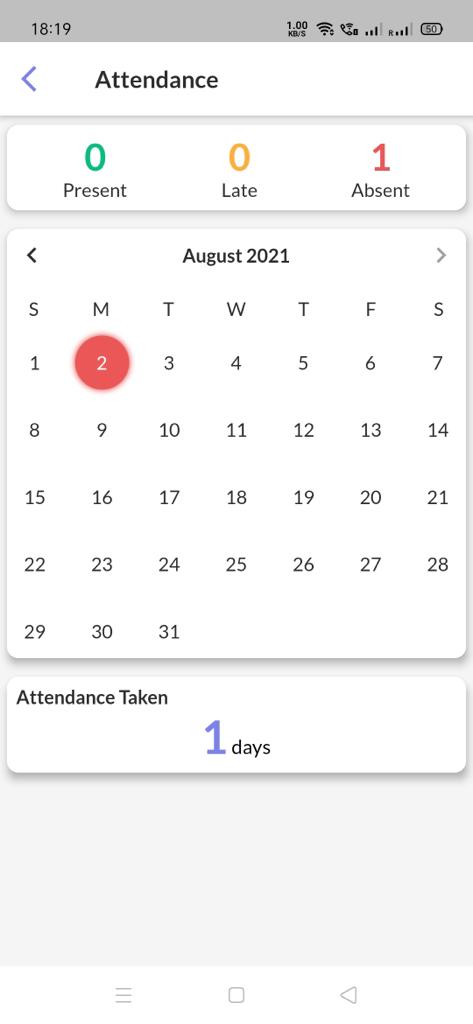 18:19 1.00 KB/S R 50
Attendance
0 0 1
Present Late Absent
August 2021
S M T W T F S
1 2 3 4 5 6 7
8 9 10 11 12 13 14
15 16 17 18 19 20 21
22 23 24 25 26 27 28
29 30 31
Attendance Taken
1 days